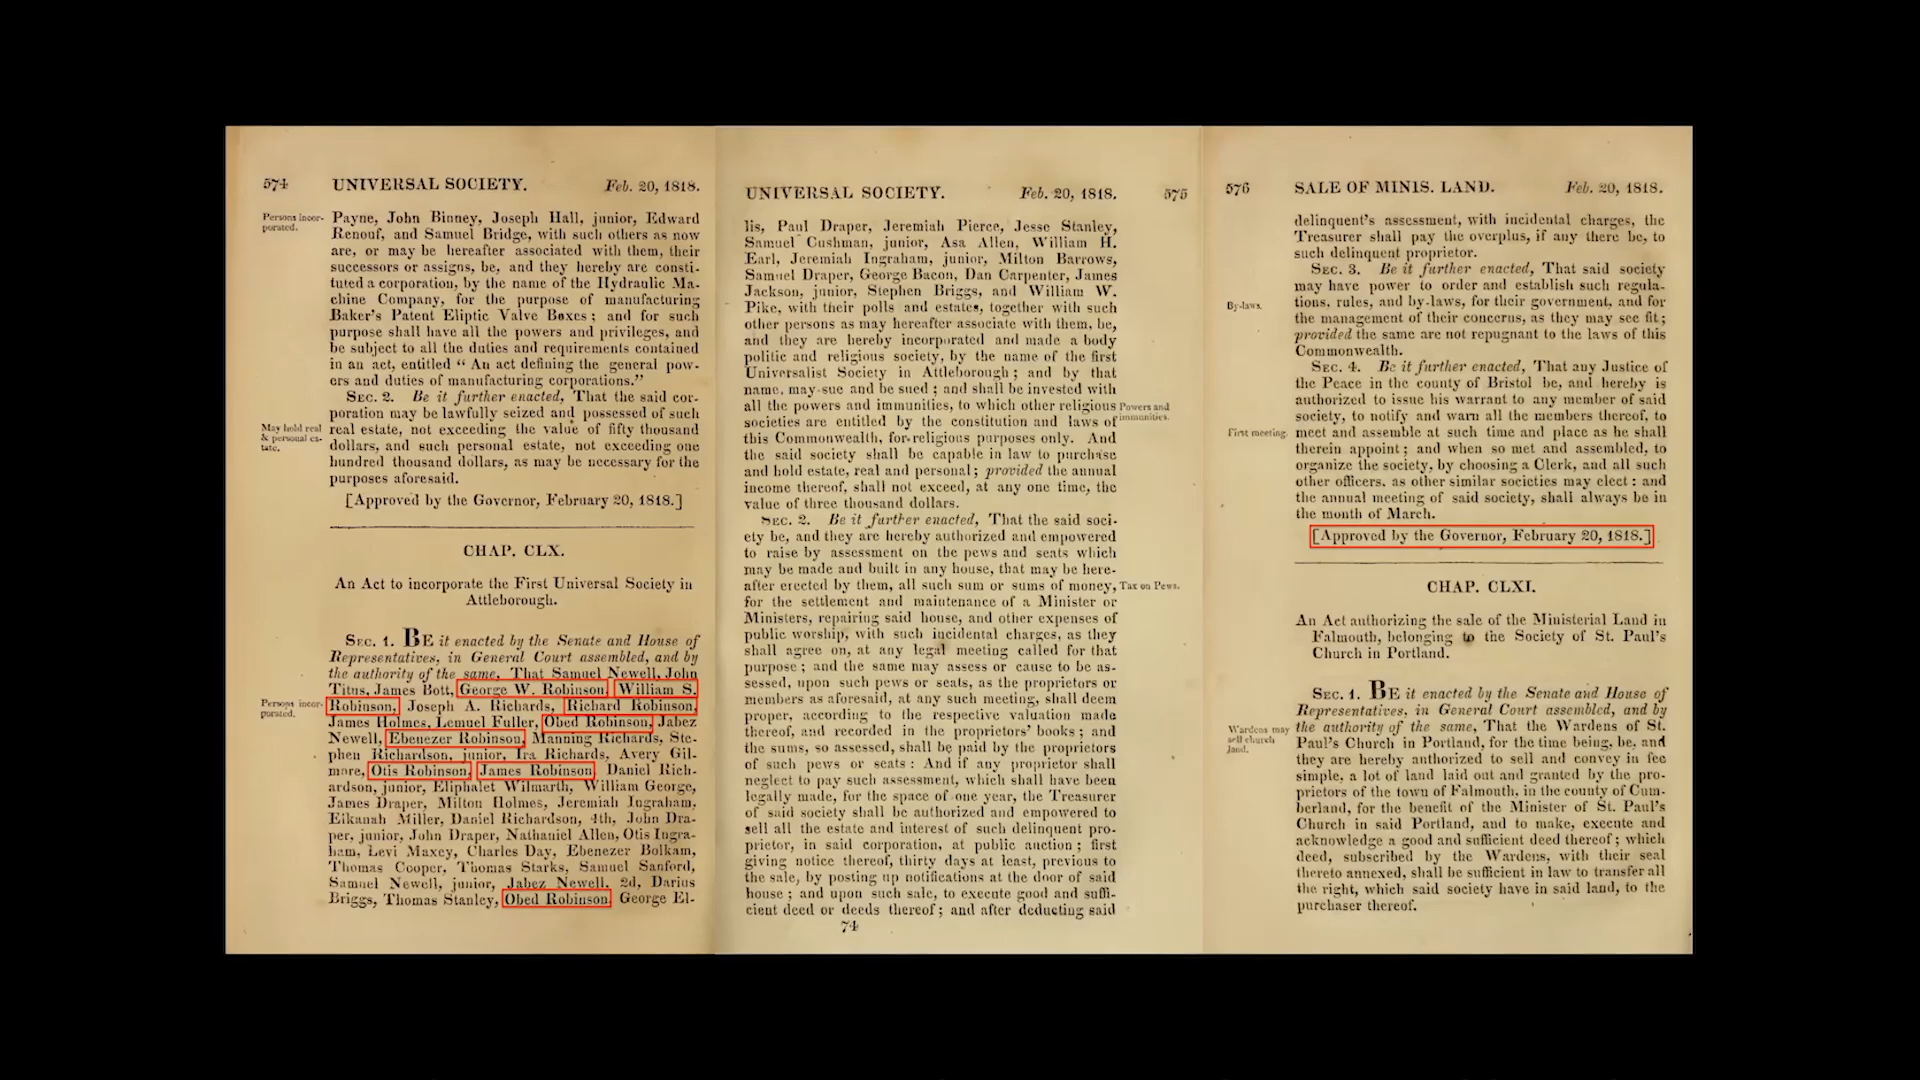 574 UNIVERSAL SOCIETY. Feb. 20, 1818.
Persons incor-
porated.
Payne, John Binney, Joseph Hall, junior, Edward
Renouf, and Samuel Bridge, with such others as now
are, or may be hereafter associated with them, their
successors or assigns, be, and they hereby are consti-
tuted a corporation, by the name of the Hydraulic Ma-
chine Company, for the purpose of manufacturing
Baker's Patent Eliptic Valve Boxes; and for such
purpose shall have all the powers and privileges, and
be subject to all the duties and requirements contained
in an act, entitled “ An act defining the general pow-
ers and duties of manufacturing corporations.”
SEC. 2. Be it further enacted, That the said cor-
poration may be lawfully seized and possessed of such
May hold real
& personal es-
tate.
real estate, not exceeding the value of fifty thousand
dollars, and such personal estate, not exceeding one
hundred thousand dollars, as may be necessary for the
purposes aforesaid.
[Approved by the Governor, February 20, 1818.]
CHAP. CLX.
An Act to incorporate the First Universal Society in
Attleborough.
SEC. 1. BE it enacted by the Senate and House of
Representatives, in General Court assembled, and by
the authority of the same, That Samuel Newell, John
Titus, James Bott, George W. Robinson, William S.
Persons incor-
porated.
Robinson, Joseph A. Richards, Richard Robinson,
James Holmes, Lemuel Fuller, Obed Robinson, Jabez
Newell, Ebenezer Robinson, Manning Richards, Ste-
phen Richardson, junior, Ira Richards, Avery Gil-
more, Otis Robinson, James Robinson, Daniel Rich-
ardson, junior, Eliphalet Wilmarth, William George,
James Draper, Milton Holmes, Jeremiah Ingraham,
Elkanah Miller, Daniel Richardson, 4th, John Dra-
per, junior, John Draper, Nathaniel Allen, Otis Ingra-
ham, Levi Maxey, Charles Day, Ebenezer Bolkam,
Thomas Cooper, Thomas Starks, Samuel Sanford,
Samuel Newell, junior, Jabez Newell, 2d, Darius
Briggs, Thomas Stanley, Obed Robinson, George El-
UNIVERSAL SOCIETY. Feb. 20, 1818. 575
lis, Paul Draper, Jeremiah Pierce, Jesse Stanley,
Samuel Cushman, junior, Asa Allen, William H.
Earl, Jeremiah Ingraham, junior, Milton Barrows,
Samuel Draper, George Bacon, Dan Carpenter, James
Jackson, junior, Stephen Briggs, and William W.
Pike, with their polls and estates, together with such
other persons as may hereafter associate with them, be,
and they are hereby incorporated and made a body
politic and religious society, by the name of the first
Universalist Society in Attleborough; and by that
name, may sue and be sued; and shall be invested with
all the powers and immunities, to which other religious
Powers and
immunities.
societies are entitled by the constitution and laws of
this Commonwealth, for religious purposes only. And
the said society shall be capable in law to purchase
and hold estate, real and personal; provided the annual
income thereof, shall not exceed, at any one time, the
value of three thousand dollars.
SEC. 2. Be it further enacted, That the said soci-
ety be, and they are hereby authorized and empowered
to raise by assessment on the pews and seats which
may be made and built in any house, that may be here-
after erected by them, all such sum or sums of money,
Tax on Pews.
for the settlement and maintenance of a Minister or
Ministers, repairing said house, and other expenses of
public worship, with such incidental charges, as they
shall agree on, at any legal meeting called for that
purpose; and the same may assess or cause to be as-
sessed, upon such pews or seats, as the proprietors or
members as aforesaid, at any such meeting, shall deem
proper, according to the respective valuation made
thereof, and recorded in the proprietors' books; and
the sums, so assessed, shall be paid by the proprietors
of such pews or seats: And if any proprietor shall
neglect to pay such assessment, which shall have been
legally made, for the space of one year, the Treasurer
of said society shall be authorized and empowered to
sell all the estate and interest of such delinquent pro-
prietor, in said corporation, at public auction; first
giving notice thereof, thirty days at least, previous to
the sale, by posting up notifications at the door of said
house; and upon such sale, to execute good and suffi-
cient deed or deeds thereof; and after deducting said
74
576 SALE OF MINIS. LAND. Feb. 20, 1818.
delinquent's assessment, with incidental charges, the
Treasurer shall pay the overplus, if any there be, to
such delinquent proprietor.
SEC. 3. Be it further enacted, That said society
may have power to order and establish such regula-
By-laws.
tions, rules, and by-laws, for their government, and for
the management of their concerns, as they may see fit;
provided the same are not repugnant to the laws of this
Commonwealth.
SEC. 4. Be it further enacted, That any Justice of
the Peace in the county of Bristol be, and hereby is
authorized to issue his warrant to any member of said
society, to notify and warn all the members thereof, to
First meeting.
meet and assemble at such time and place as he shall
therein appoint; and when so met and assembled, to
organize the society, by choosing a Clerk, and all such
other officers, as other similar societies may elect: and
the annual meeting of said society, shall always be in
the month of March.
[Approved by the Governor, February 20, 1818.]
CHAP. CLXI.
An Act authorizing the sale of the Ministerial Land in
Falmouth, belonging to the Society of St. Paul's
Church in Portland.
SEC. 1. BE it enacted by the Senate and House of
Representatives, in General Court assembled, and by
the authority of the same, That the Wardens of St.
Wardens may
sell church
land.
Paul's Church in Portland, for the time being, be, and
they are hereby authorized to sell and convey in fee
simple, a lot of land laid out and granted by the pro-
prietors of the town of Falmouth, in the county of Cum-
berland, for the benefit of the Minister of St. Paul's
Church in said Portland, and to make, execute and
acknowledge a good and sufficient deed thereof; which
deed, subscribed by the Wardens, with their seal
thereto annexed, shall be sufficient in law to transfer all
the right, which said society have in said land, to the
purchaser thereof.